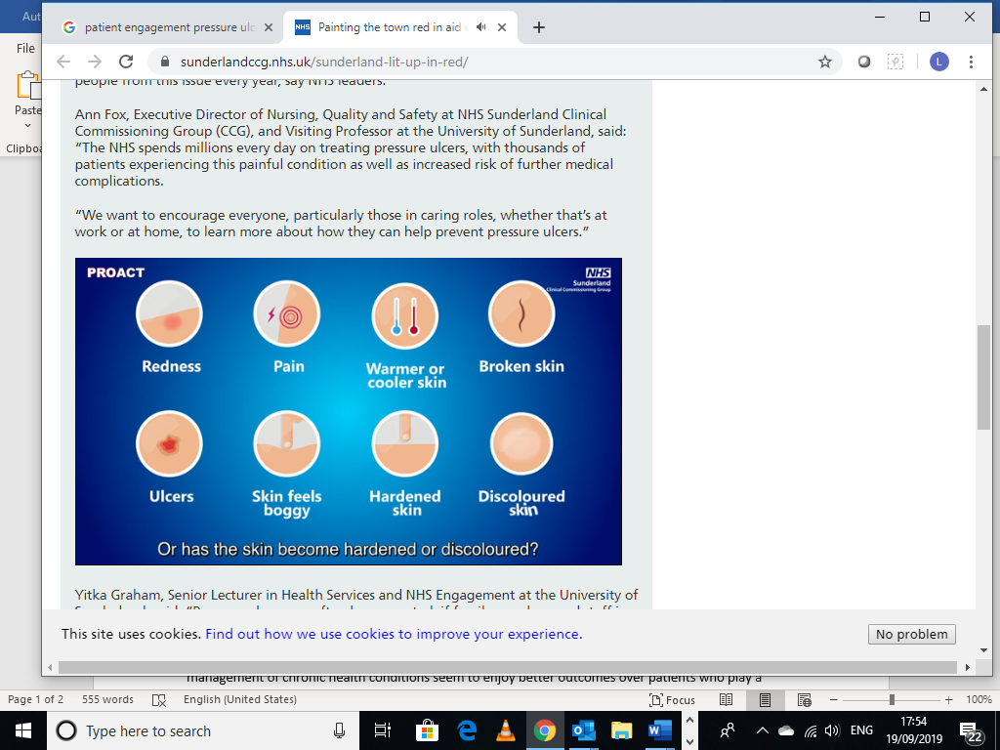 Aut
patient engagement pressure ulc
NHS
Painting the town red in aid
File
sunderlandccg.nhs.uk/sunderland-lit-up-in-red/
L
people from this issue every year, say NHS leaders.
Paste
Clipboa
Ann Fox, Executive Director of Nursing, Quality and Safety at NHS Sunderland Clinical
Commissioning Group (CCG), and Visiting Professor at the University of Sunderland, said:
“The NHS spends millions every day on treating pressure ulcers, with thousands of
patients experiencing this painful condition as well as increased risk of further medical
complications.
“We want to encourage everyone, particularly those in caring roles, whether that’s at
work or at home, to learn more about how they can help prevent pressure ulcers.”
PROACT
NHS
Sunderland
Clinical Commissioning Group
Redness
Pain
Warmer or
cooler skin
Broken skin
Ulcers
Skin feels
boggy
Hardened
skin
Discoloured
skin
Or has the skin become hardened or discoloured?
Yitka Graham, Senior Lecturer in Health Services and NHS Engagement at the University of
This site uses cookies. Find out how we use cookies to improve your experience.
No problem
management of chronic health conditions seem to enjoy better outcomes over patients who play a
Page 1 of 2 555 words English (United States) Focus 100%
Type here to search
ENG
17:54
19/09/2019
22